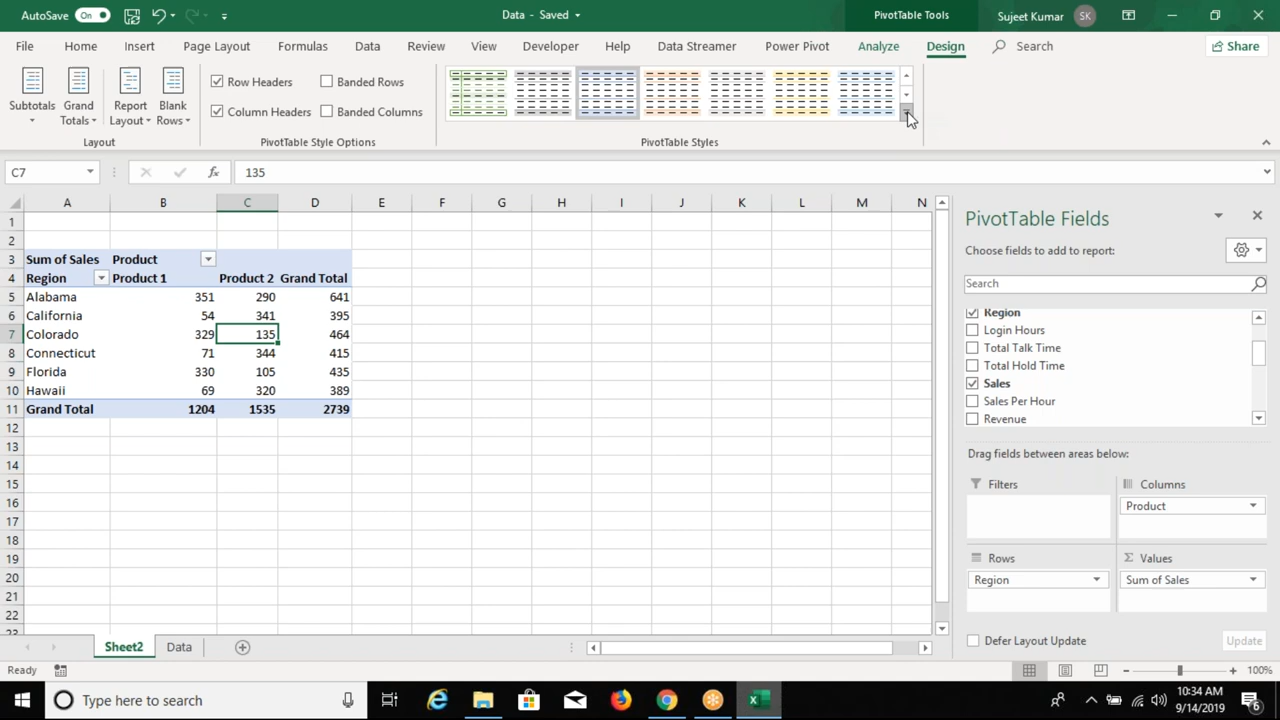 AutoSave On Data - Saved PivotTable Tools Sujeet Kumar SK
File Home Insert Page Layout Formulas Data Review View Developer Help Data Streamer Power Pivot Analyze Design Search Share
Subtotals Grand Totals Report Layout Blank Rows
Row Headers Banded Rows
Column Headers Banded Columns
Layout PivotTable Style Options PivotTable Styles
C7 fx 135
A B C D E F G H I J K L M N
1
2
3 Sum of Sales Product
4 Region Product 1 Product 2 Grand Total
5 Alabama 351 290 641
6 California 54 341 395
7 Colorado 329 135 464
8 Connecticut 71 344 415
9 Florida 330 105 435
10 Hawaii 69 320 389
11 Grand Total 1204 1535 2739
12
13
14
15
16
17
18
19
20
21
22
23
PivotTable Fields
Choose fields to add to report:
Search
Region
Login Hours
Total Talk Time
Total Hold Time
Sales
Sales Per Hour
Revenue
Drag fields between areas below:
Filters Columns
Product
Rows Σ Values
Region Sum of Sales
Defer Layout Update Update
Sheet2 Data
Ready 100%
Type here to search
10:34 AM
9/14/2019
6